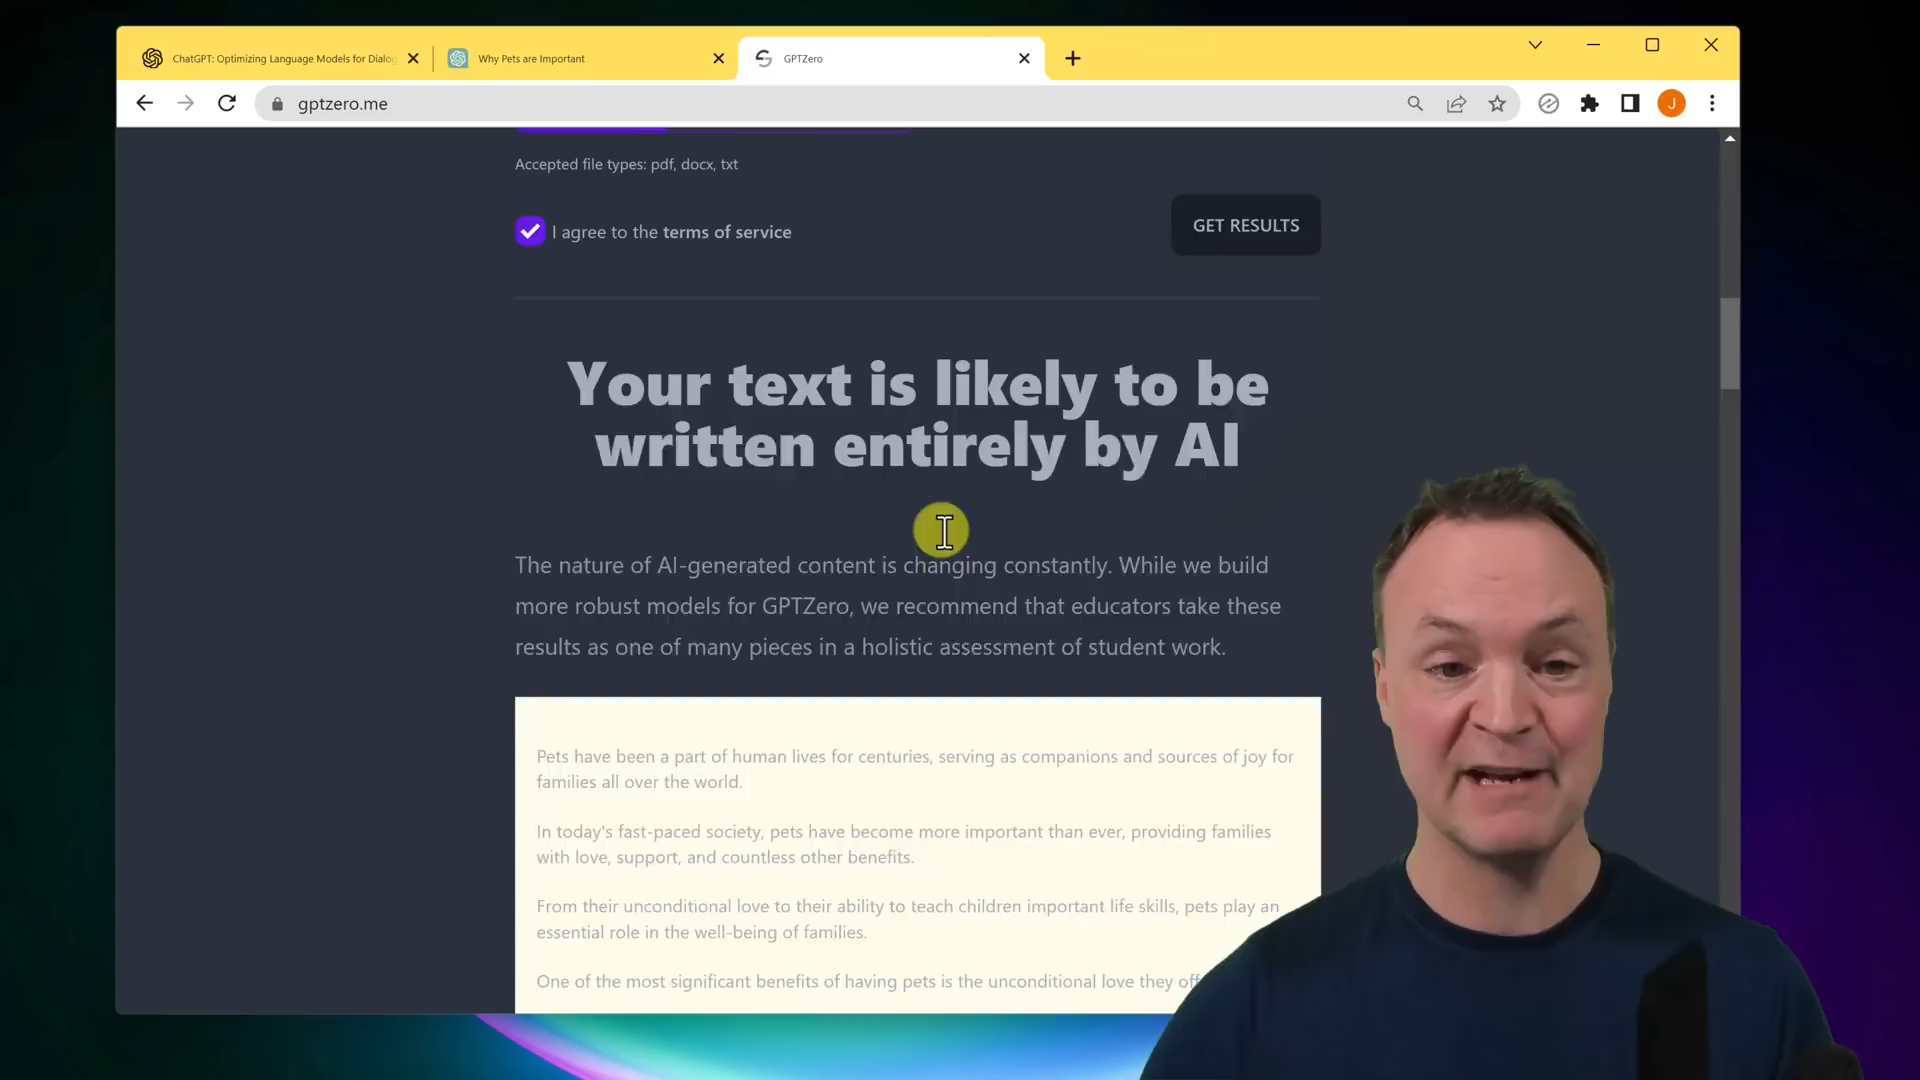 ChatGPT: Optimizing Language Models for Dialog
Why Pets are Important
GPTZero
gptzero.me
J
Accepted file types: pdf, docx, txt
I agree to the terms of service
GET RESULTS
Your text is likely to be
written entirely by AI
The nature of AI-generated content is changing constantly. While we build
more robust models for GPTZero, we recommend that educators take these
results as one of many pieces in a holistic assessment of student work.
Pets have been a part of human lives for centuries, serving as companions and sources of joy for
families all over the world.
In today's fast-paced society, pets have become more important than ever, providing families
with love, support, and countless other benefits.
From their unconditional love to their ability to teach children important life skills, pets play an
essential role in the well-being of families.
One of the most significant benefits of having pets is the unconditional love they